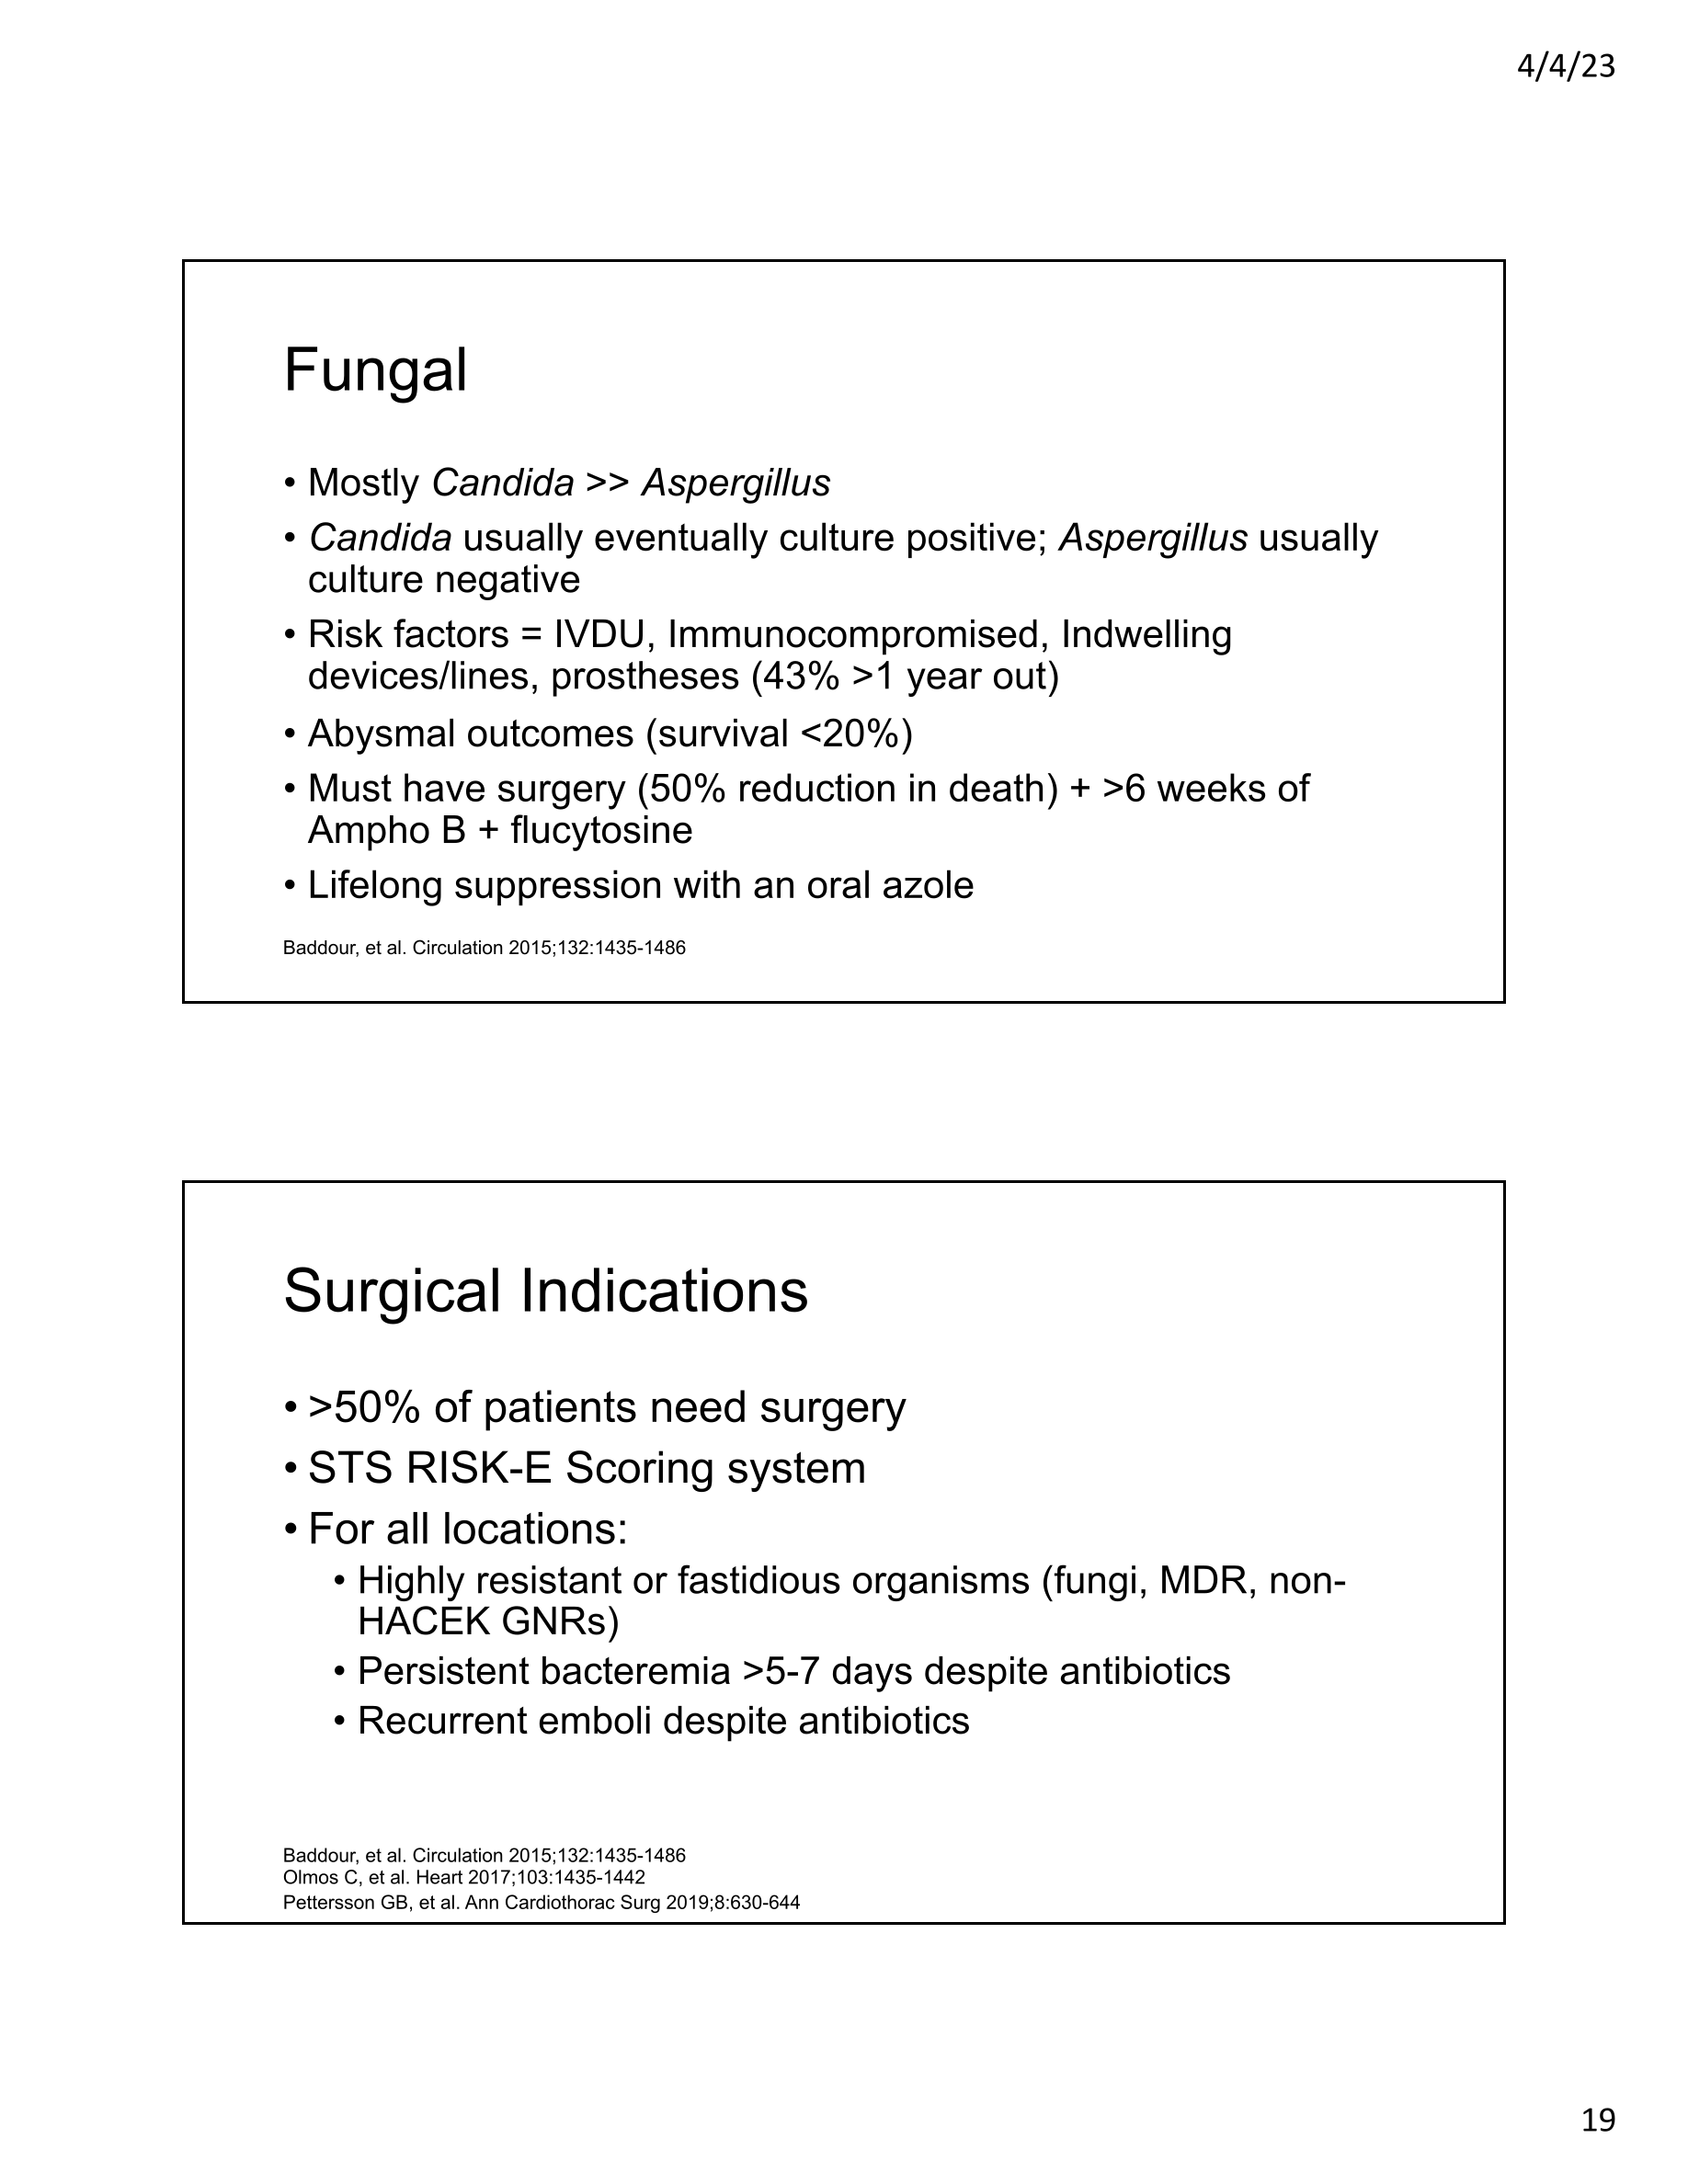 4/4/23
Fungal
• Mostly Candida >> Aspergillus
• Candida usually eventually culture positive; Aspergillus usually
culture negative
• Risk factors = IVDU, Immunocompromised, Indwelling
devices/lines, prostheses (43% >1 year out)
• Abysmal outcomes (survival <20%)
• Must have surgery (50% reduction in death) + >6 weeks of
Ampho B + flucytosine
• Lifelong suppression with an oral azole
Baddour, et al. Circulation 2015;132:1435-1486
Surgical Indications
• >50% of patients need surgery
• STS RISK-E Scoring system
• For all locations:
• Highly resistant or fastidious organisms (fungi, MDR, non-
HACEK GNRs)
• Persistent bacteremia >5-7 days despite antibiotics
• Recurrent emboli despite antibiotics
Baddour, et al. Circulation 2015;132:1435-1486
Olmos C, et al. Heart 2017;103:1435-1442
Pettersson GB, et al. Ann Cardiothorac Surg 2019;8:630-644
19